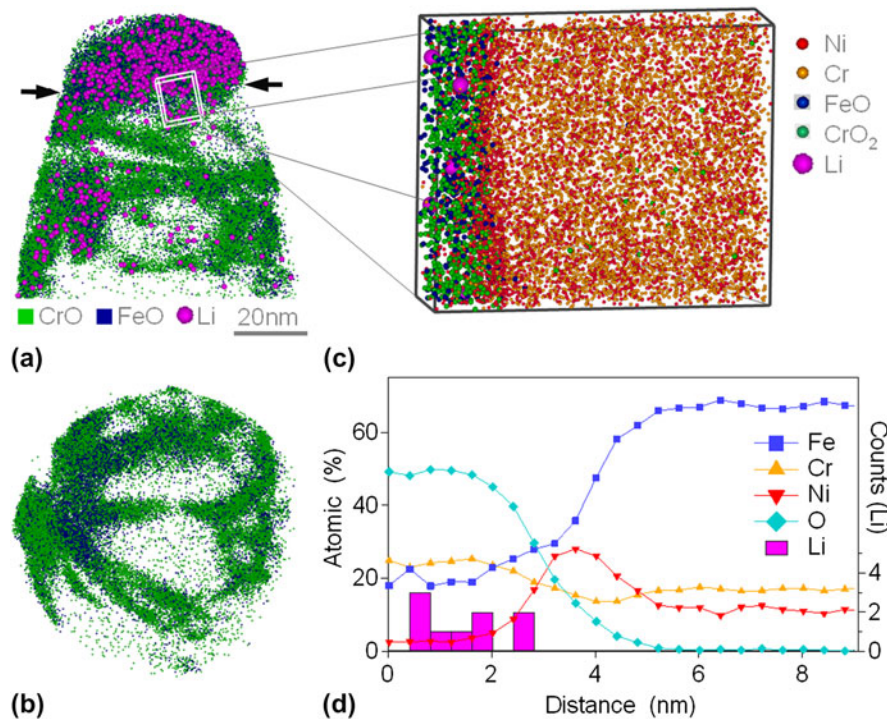 Ni
Cr
FeO
CrO₂
Li
CrO FeO Li 20nm
(a)
(c)
(b)
(d)
Atomic (%)
60
40
20
0
Fe
Cr
Ni
O
Li
Counts (Li)
4
2
0
0 2 4 6 8
Distance (nm)